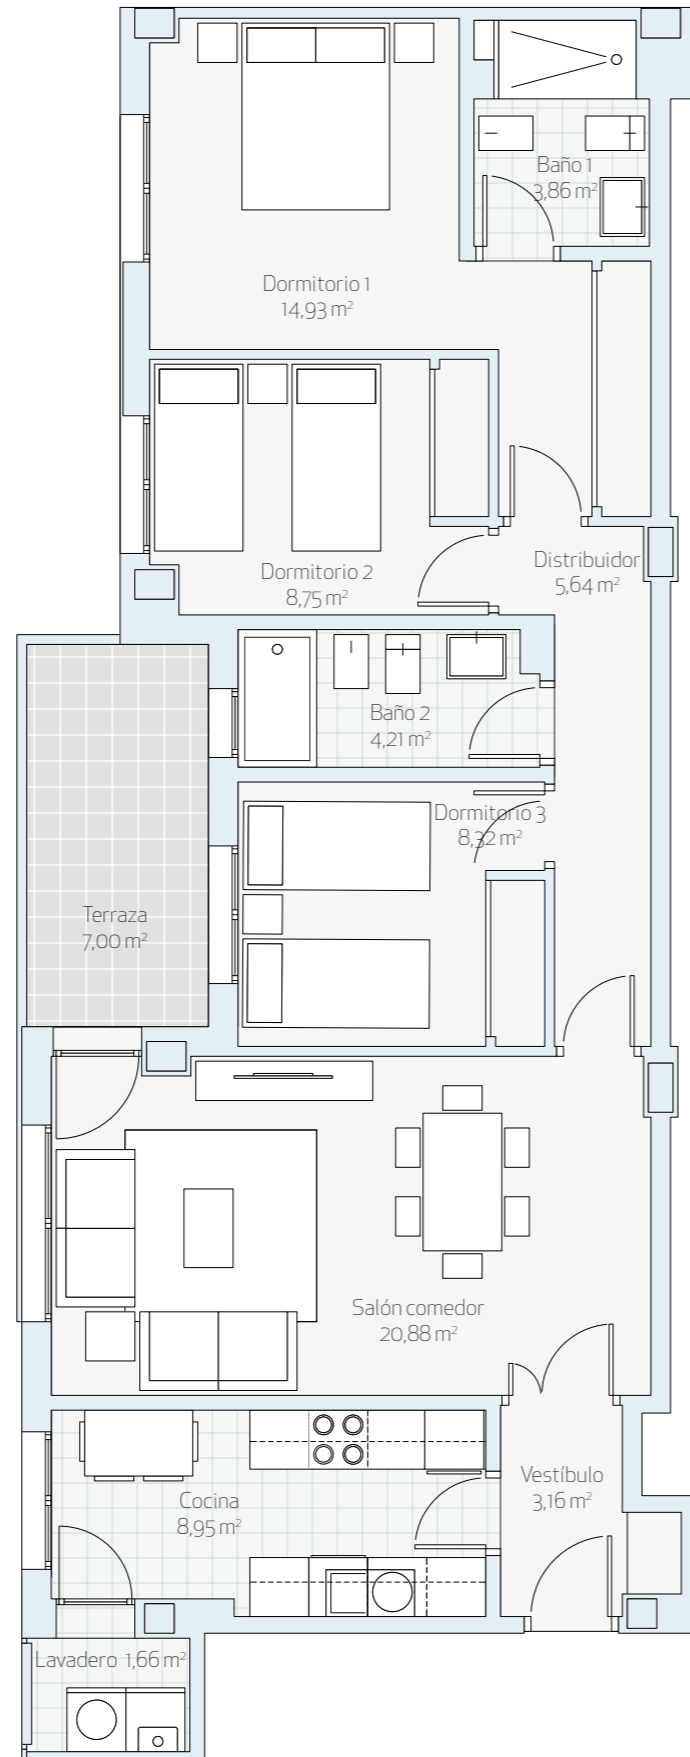 Baño 1
3,86 m²
Dormitorio 1
14,93 m²
Distribuidor
5,64 m²
Dormitorio 2
8,75 m²
Baño 2
4,21 m²
Dormitorio 3
8,32 m²
Terraza
7,00 m²
Salón comedor
20,88 m²
Vestíbulo
3,16 m²
Cocina
8,95 m²
Lavadero 1,66 m²